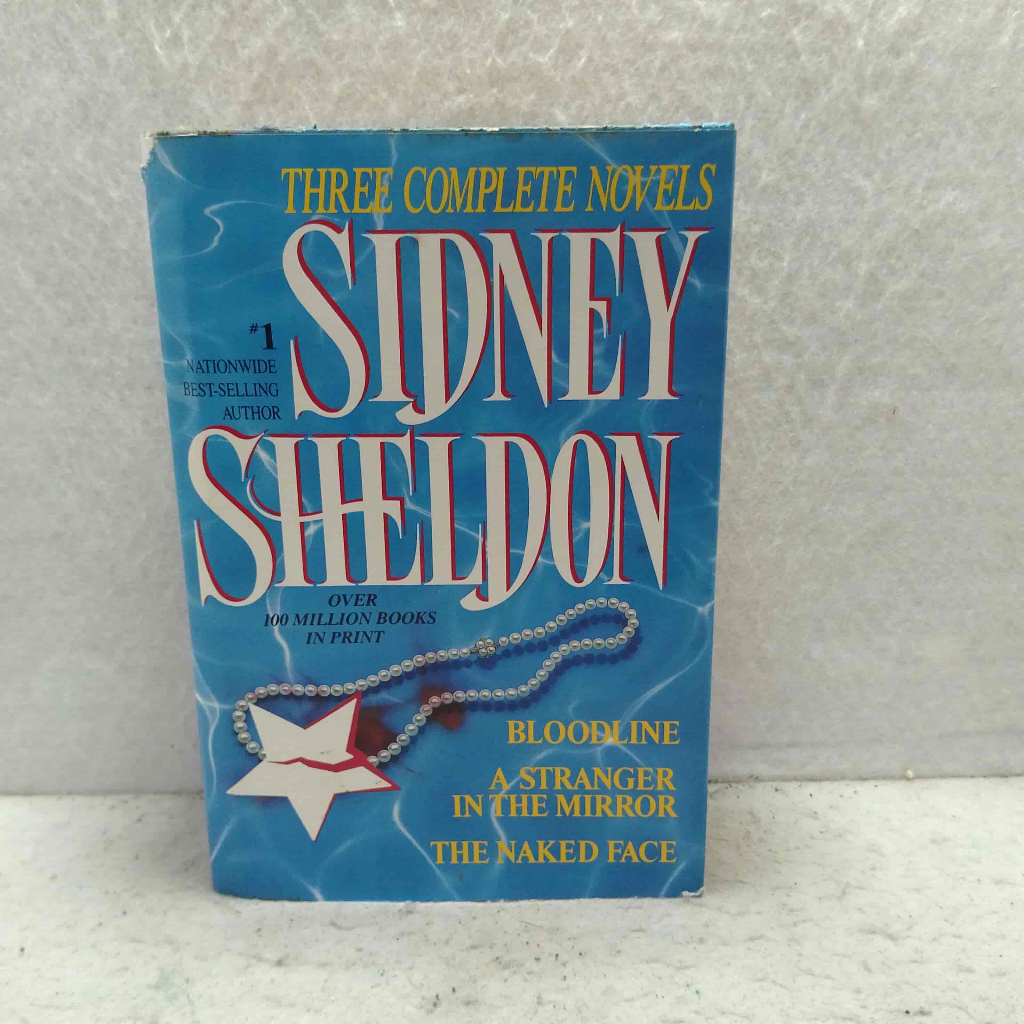 THREE COMPLETE NOVELS
SIDNEY
#1
NATIONWIDE
BEST-SELLING
AUTHOR
SHELDON
OVER
100 MILLION BOOKS
IN PRINT
BLOODLINE
A STRANGER
IN THE MIRROR
THE NAKED FACE